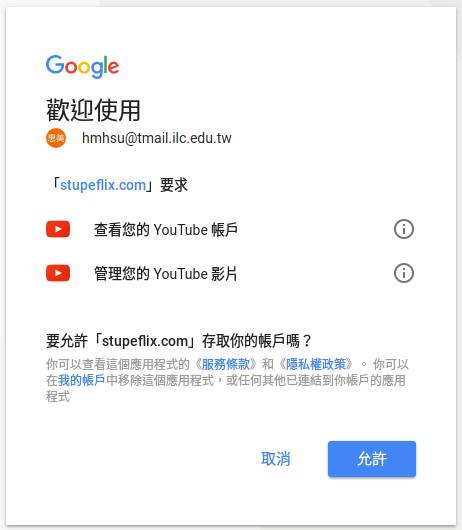 Google
歡迎使用
惠美 hmhsu@tmail.ilc.edu.tw
「stupeflix.com」要求
查看您的 YouTube 帳戶
管理您的 YouTube 影片
要允許「stupeflix.com」存取你的帳戶嗎？
你可以查看這個應用程式的《服務條款》和《隱私權政策》。 你可以
在我的帳戶中移除這個應用程式，或任何其他已連結到你帳戶的應用
程式
取消 允許